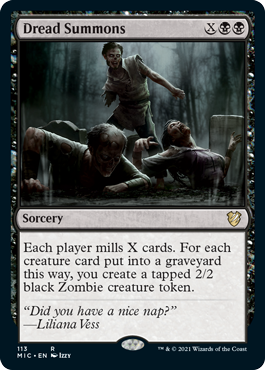 Dread Summons XBB
Sorcery
Each player mills X cards. For each
creature card put into a graveyard
this way, you create a tapped 2/2
black Zombie creature token.
“Did you have a nice nap?”
—Liliana Vess
113 R
MIC • EN Izzy
™ & © 2021 Wizards of the Coast